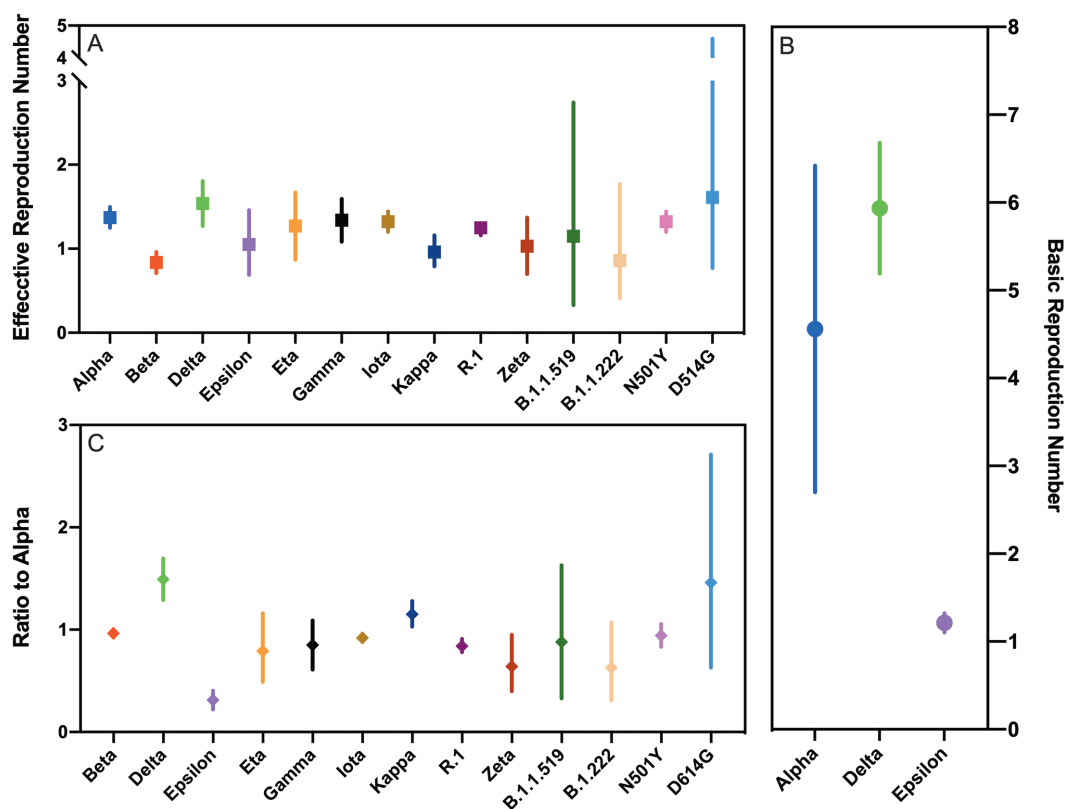 A
Effecctive Reproduction Number
5
4
3
2
1
0
Alpha
Beta
Delta
Epsilon
Eta
Gamma
Iota
Kappa
R.1
Zeta
B.1.1.519
B.1.1.222
N501Y
D514G
B
8
7
6
5
4
3
2
1
0
Basic Reproduction Number
Alpha
Delta
Epsilon
C
Ratio to Alpha
3
2
1
0
Beta
Delta
Epsilon
Eta
Gamma
Iota
Kappa
R.1
Zeta
B.1.1.519
B.1.222
N501Y
D614G